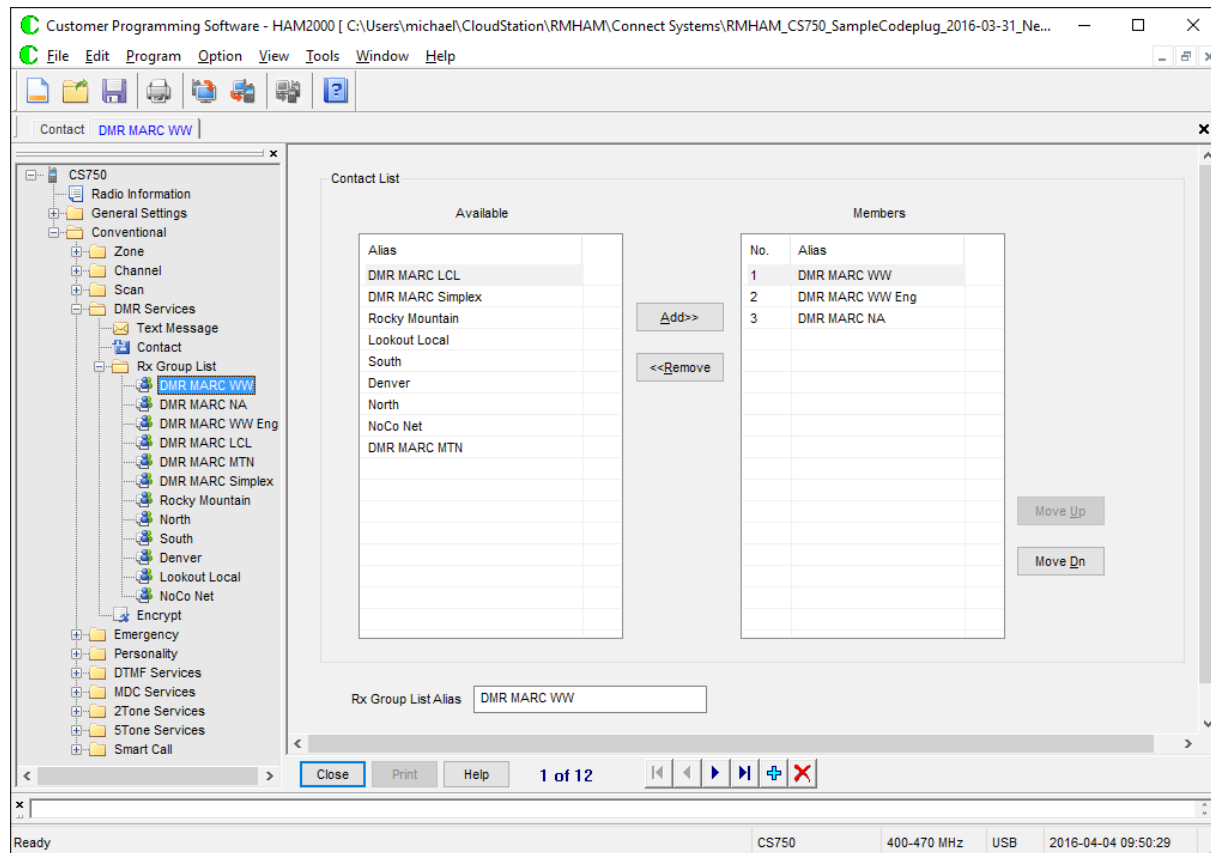 Customer Programming Software - HAM2000 [ C:\Users\michael\CloudStation\RMHAM\Connect Systems\RMHAM_CS750_SampleCodeplug_2016-03-31_Ne...
File Edit Program Option View Tools Window Help
Contact DMR MARC WW
CS750
Radio Information
General Settings
Conventional
Zone
Channel
Scan
DMR Services
Text Message
Contact
Rx Group List
DMR MARC WW
DMR MARC NA
DMR MARC WW Eng
DMR MARC LCL
DMR MARC MTN
DMR MARC Simplex
Rocky Mountain
North
South
Denver
Lookout Local
NoCo Net
Encrypt
Emergency
Personality
DTMF Services
MDC Services
2Tone Services
5Tone Services
Smart Call
Contact List
Available
Alias
DMR MARC LCL
DMR MARC Simplex
Rocky Mountain
Lookout Local
South
Denver
North
NoCo Net
DMR MARC MTN
Add>>
<<Remove
Members
No. Alias
1 DMR MARC WW
2 DMR MARC WW Eng
3 DMR MARC NA
Move Up
Move Dn
Rx Group List Alias DMR MARC WW
Close Print Help 1 of 12
Ready CS750 400-470 MHz USB 2016-04-04 09:50:29